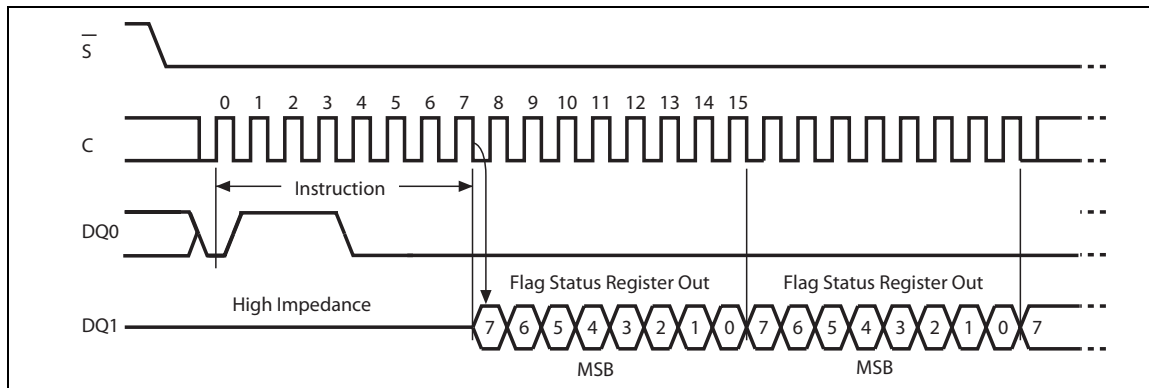 S
0 1 2 3 4 5 6 7 8 9 10 11 12 13 14 15
C
Instruction
DQ0
Flag Status Register Out Flag Status Register Out
High Impedance
DQ1 7 6 5 4 3 2 1 0 7 6 5 4 3 2 1 0 7
MSB MSB